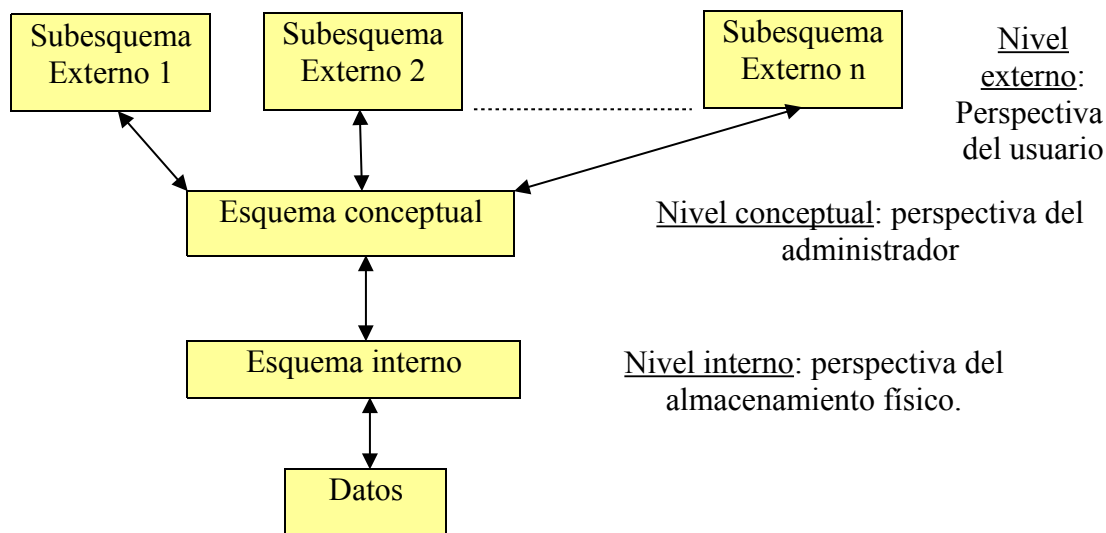 Subesquema
Externo 1
Subesquema
Externo 2
Subesquema
Externo n
Nivel
externo:
Perspectiva
del usuario
Esquema conceptual
Nivel conceptual: perspectiva del
administrador
Esquema interno
Nivel interno: perspectiva del
almacenamiento físico.
Datos